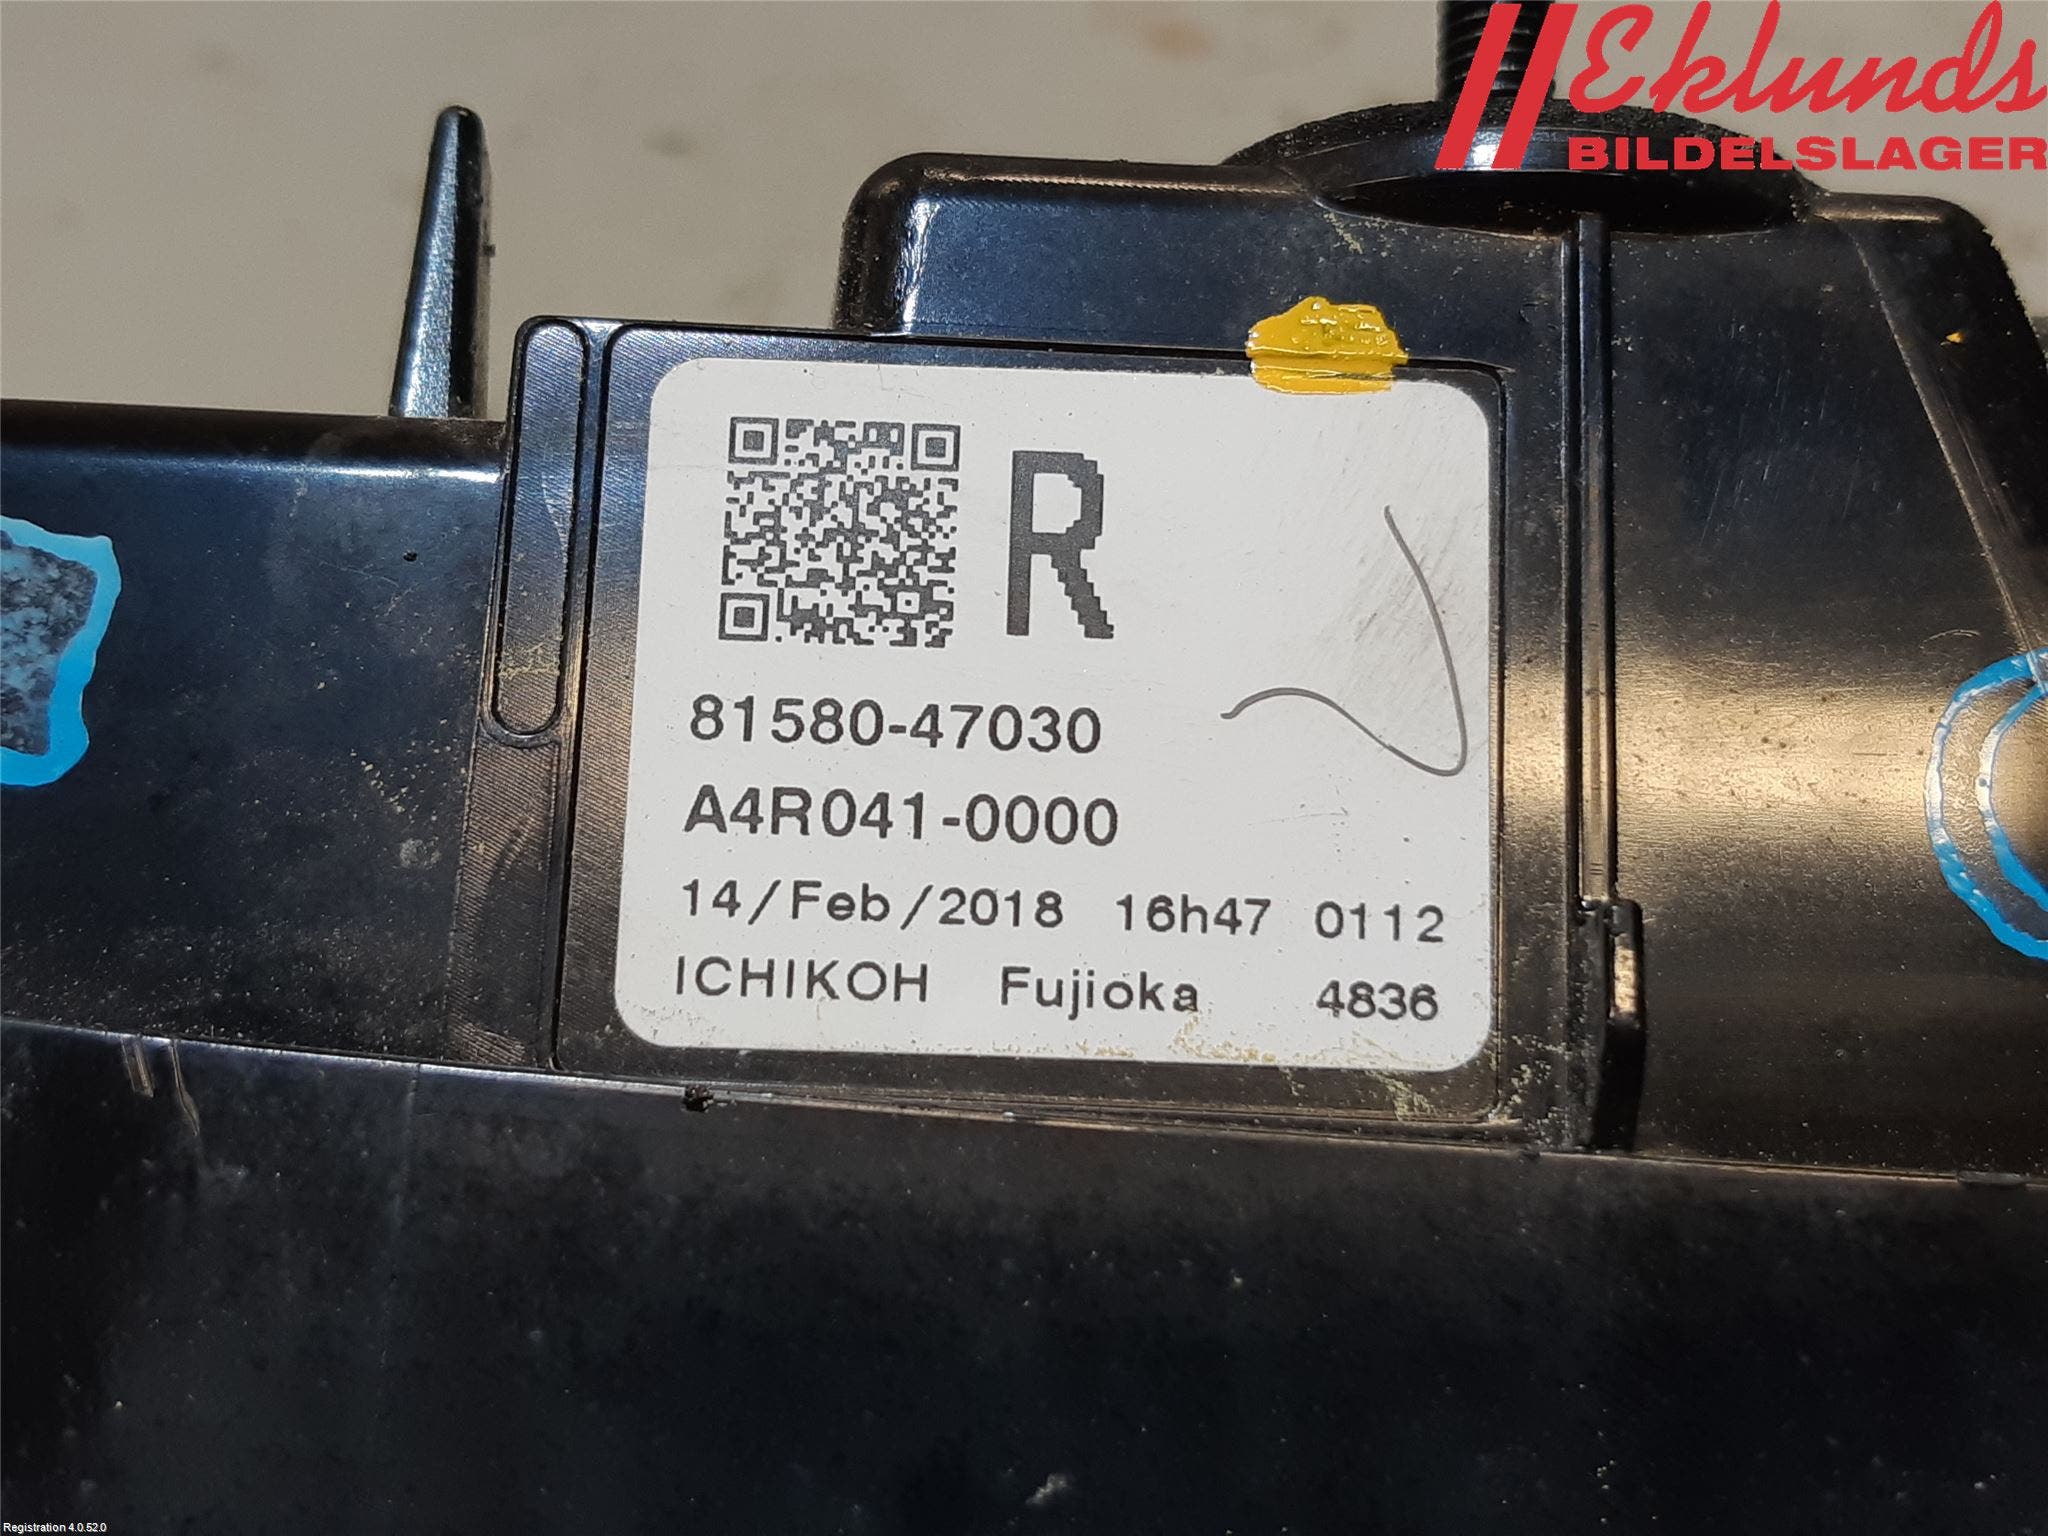 Eklunds
BILDELSLAGER
R
81580-47030
A4R041-0000
14/Feb/2018 16h47 0112
ICHIKOH Fujioka 4836
Registration 4.0.52.0